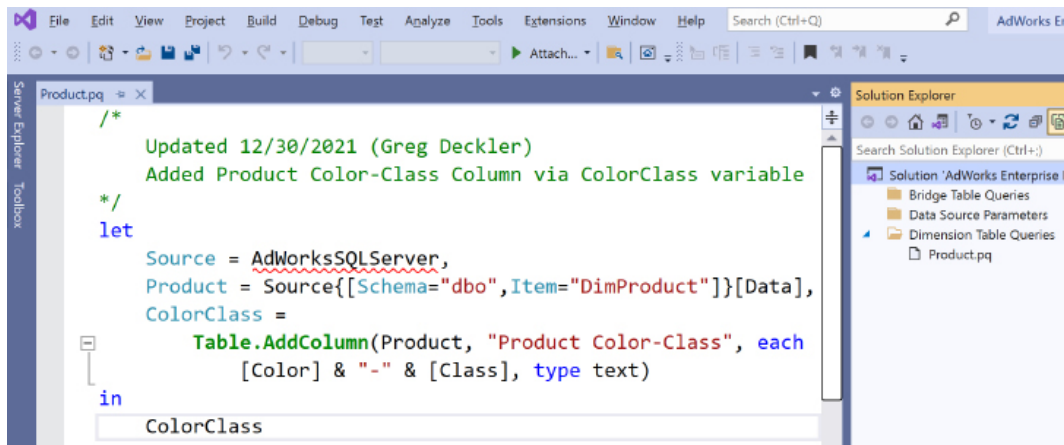 File Edit View Project Build Debug Test Analyze Tools Extensions Window Help Search (Ctrl+Q) AdWorks
Attach...
Server Explorer
Toolbox
Product.pq
/*
Updated 12/30/2021 (Greg Deckler)
Added Product Color-Class Column via ColorClass variable
*/
let
Source = AdWorksSQLServer,
Product = Source{[Schema="dbo",Item="DimProduct"]}[Data],
ColorClass =
Table.AddColumn(Product, "Product Color-Class", each
[Color] & "-" & [Class], type text)
in
ColorClass
Solution Explorer
Search Solution Explorer (Ctrl+;)
Solution 'AdWorks Enterprise
Bridge Table Queries
Data Source Parameters
Dimension Table Queries
Product.pq